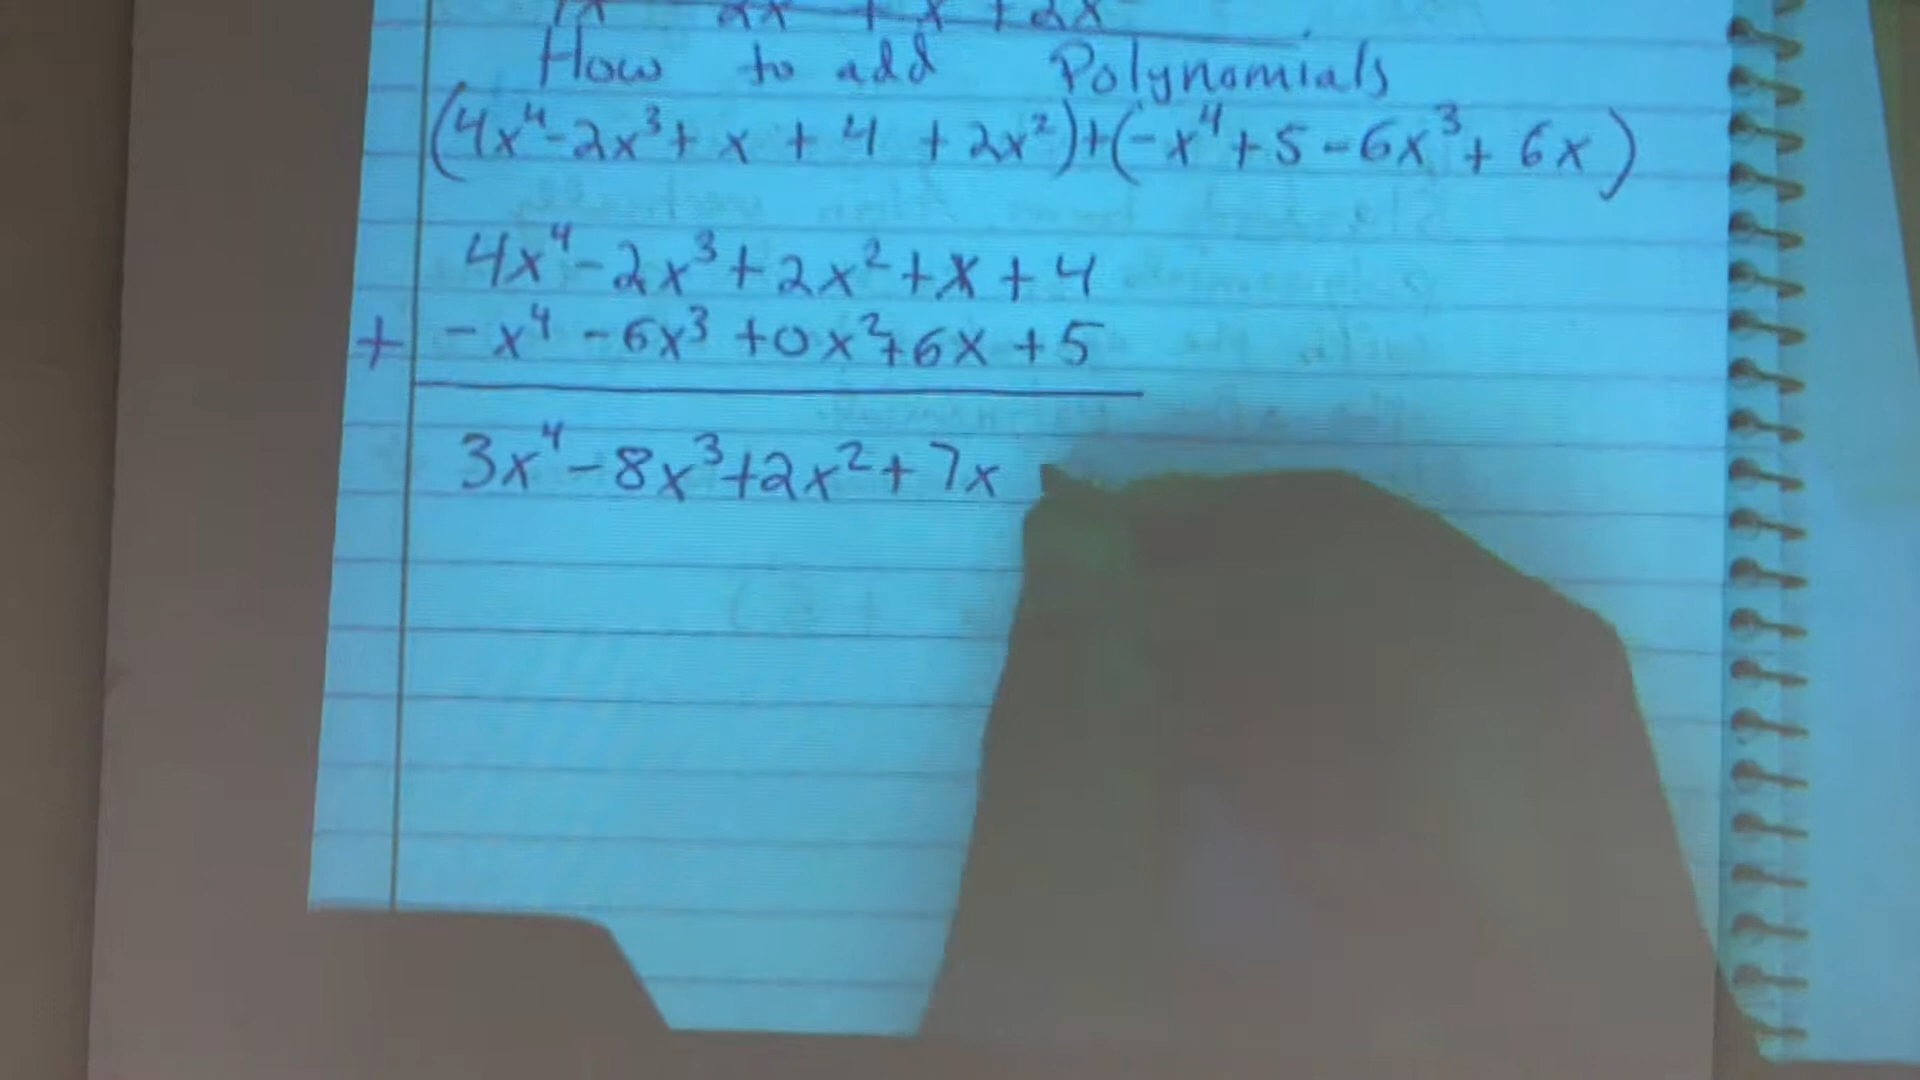 How to add Polynomials
(4x⁴-2x³+x+4+2x²)+(-x⁴+5-6x³+6x)
4x⁴-2x³+2x²+x+4
+ -x⁴-6x³+0x²+6x+5
3x⁴-8x³+2x²+7x